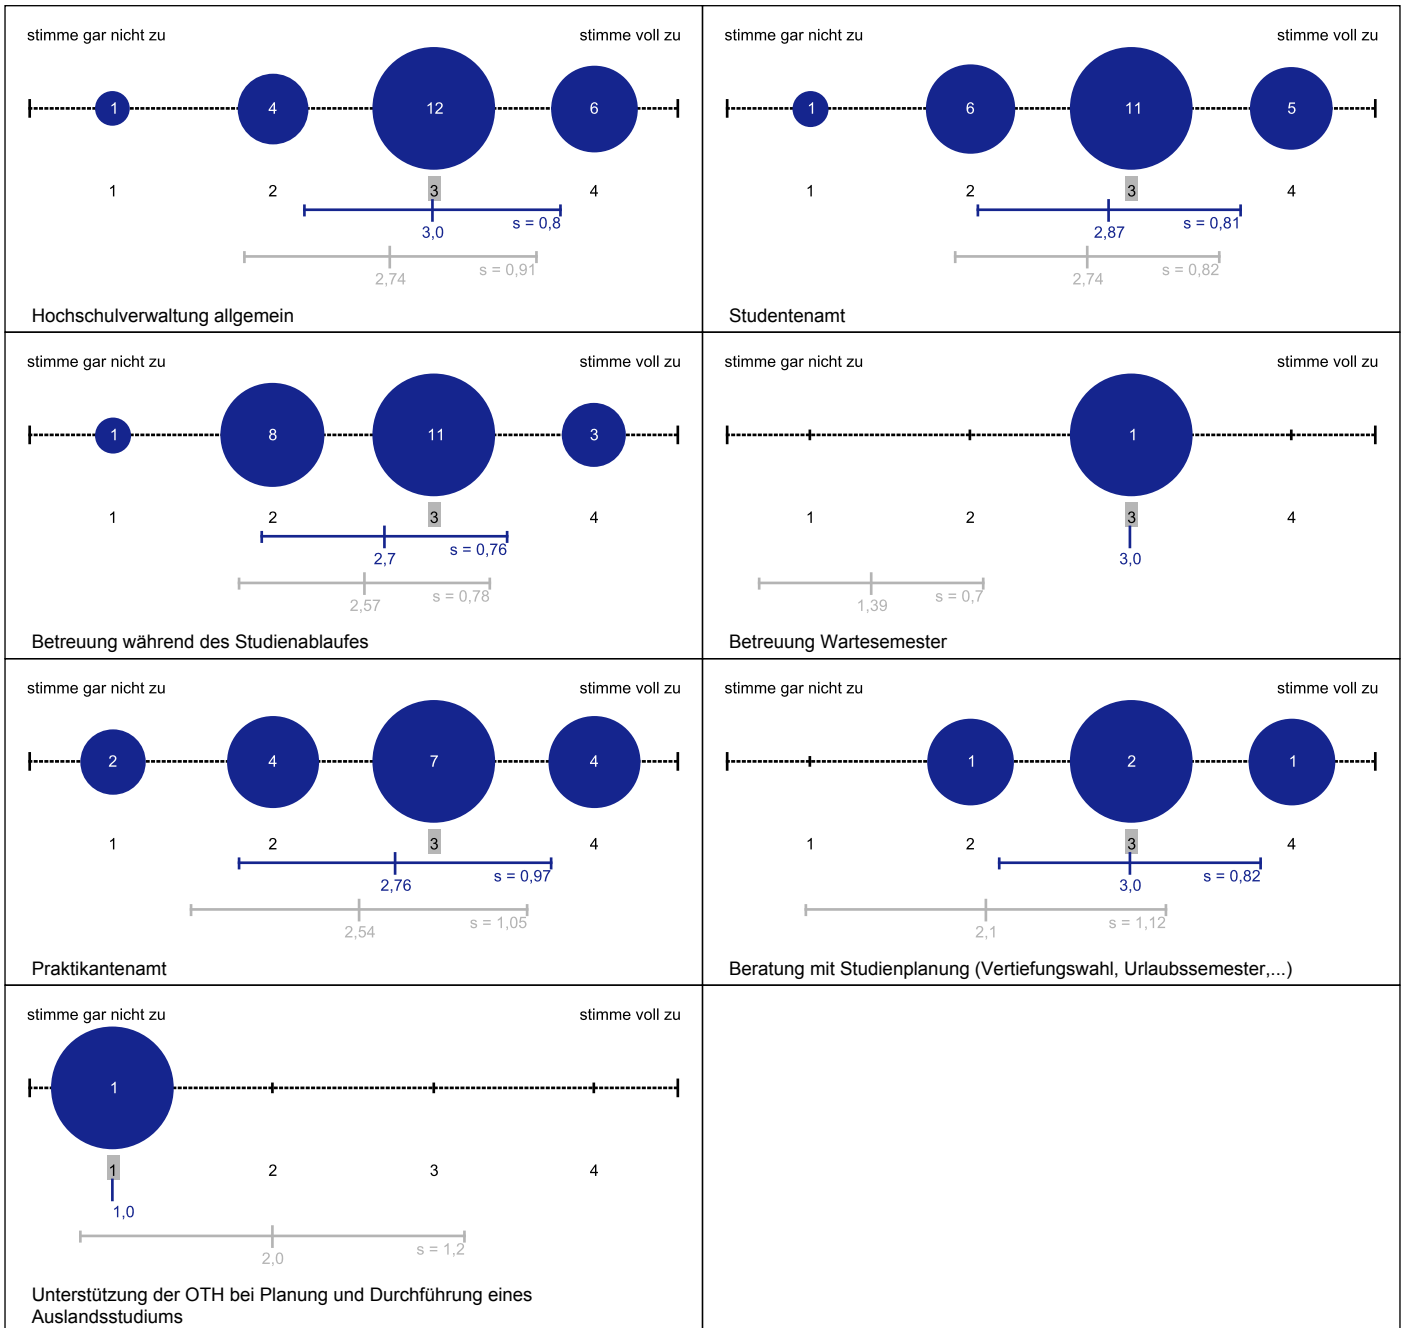 stimme gar nicht zu stimme voll zu
1 4 12 6
1 2 3 4
s = 0,8
3,0
s = 0,91
2,74
Hochschulverwaltung allgemein
stimme gar nicht zu stimme voll zu
1 6 11 5
1 2 3 4
s = 0,81
2,87
s = 0,82
2,74
Studentenamt
stimme gar nicht zu stimme voll zu
1 8 11 3
1 2 3 4
s = 0,76
2,7
s = 0,78
2,57
Betreuung während des Studienablaufes
stimme gar nicht zu stimme voll zu
1
1 2 3 4
3,0
s = 0,7
1,39
Betreuung Wartesemester
stimme gar nicht zu stimme voll zu
2 4 7 4
1 2 3 4
s = 0,97
2,76
s = 1,05
2,54
Praktikantenamt
stimme gar nicht zu stimme voll zu
1 2 1
1 2 3 4
s = 0,82
3,0
s = 1,12
2,1
Beratung mit Studienplanung (Vertiefungswahl, Urlaubssemester,...)
stimme gar nicht zu stimme voll zu
1
1 2 3 4
1,0
s = 1,2
2,0
Unterstützung der OTH bei Planung und Durchführung eines
Auslandsstudiums